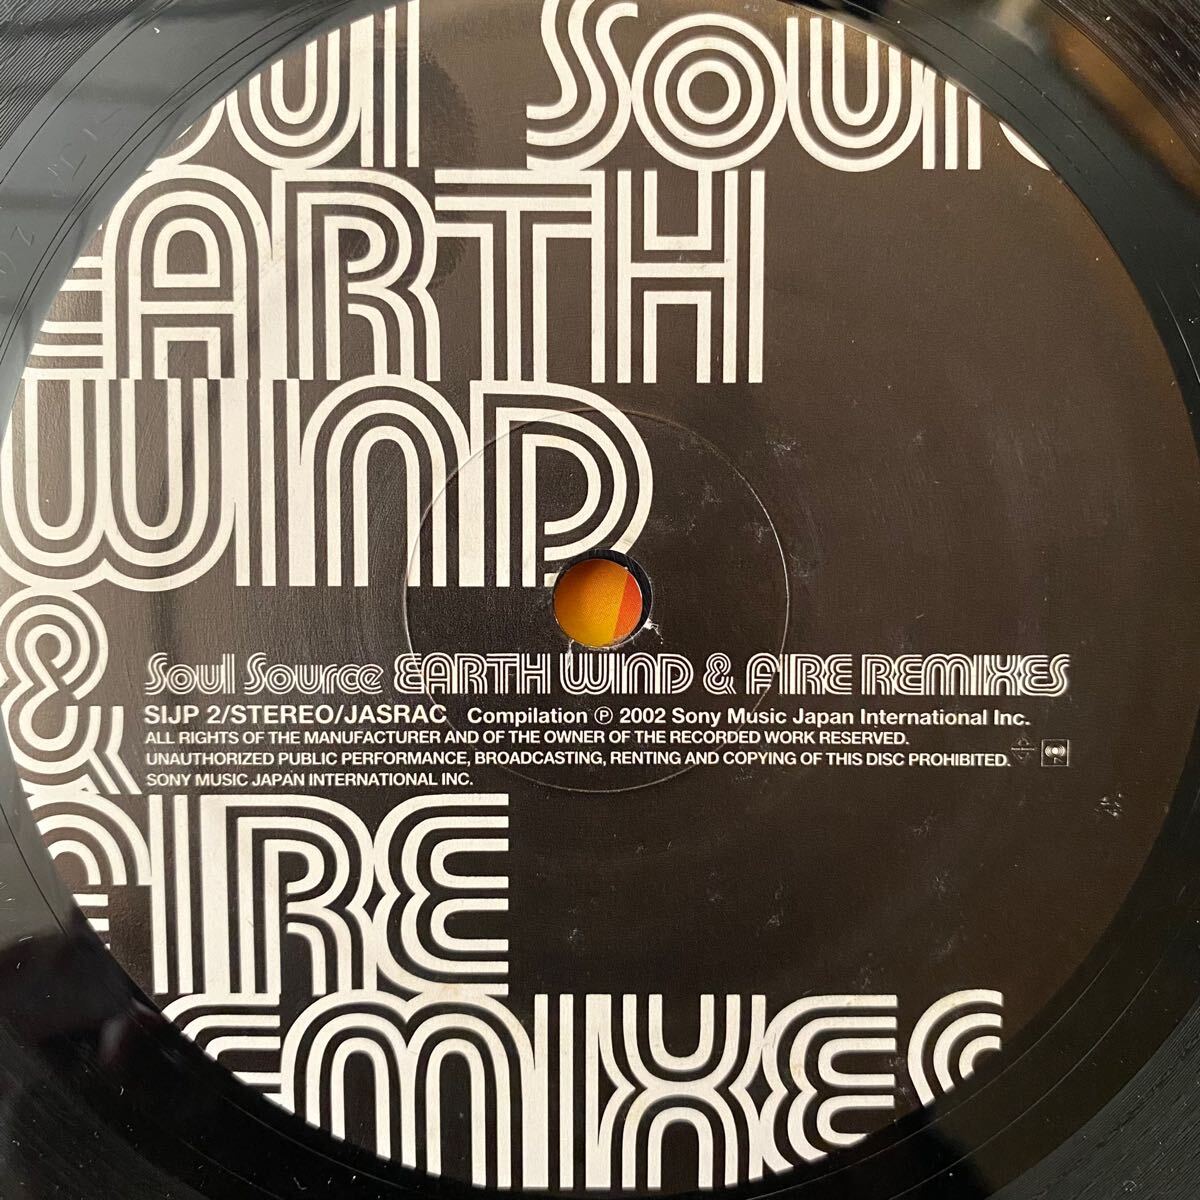 Soul Sour
EARTH
WIND
&
Soul Source EARTH WIND & FIRE REMIXES
SIJP 2/STEREO/JASRAC Compilation ℗ 2002 Sony Music Japan International Inc.
ALL RIGHTS OF THE MANUFACTURER AND OF THE OWNER OF THE RECORDED WORK RESERVED.
UNAUTHORIZED PUBLIC PERFORMANCE, BROADCASTING, RENTING AND COPYING OF THIS DISC PROHIBITED.
SONY MUSIC JAPAN INTERNATIONAL INC.
FIRE
REMIXES